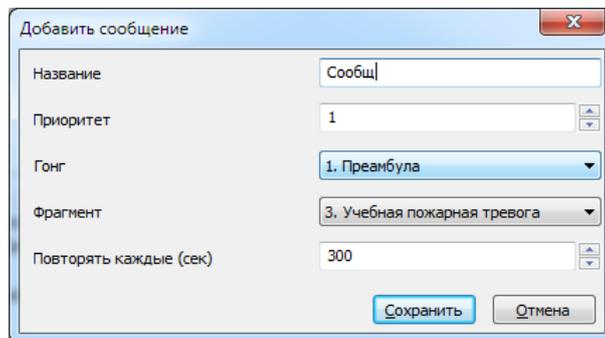 Добавить сообщение
Название Сообщ
Приоритет 1
Гонг 1. Преамбула
Фрагмент 3. Учебная пожарная тревога
Повторять каждые (сек) 300
Сохранить Отмена